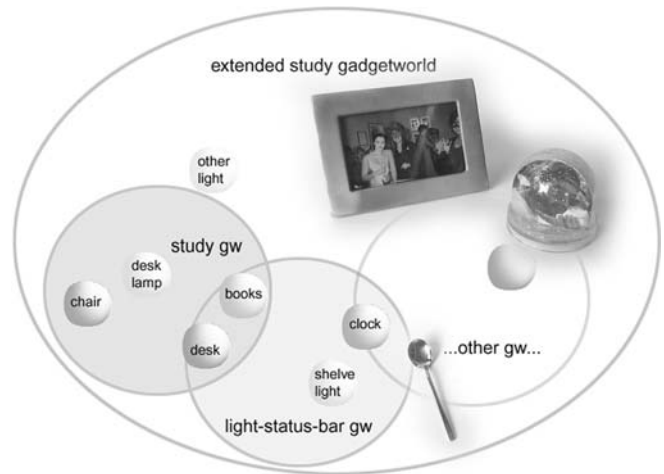 extended study gadgetworld
other
light
study gw
desk
lamp
chair
books
desk
clock
shelve
light
...other gw...
light-status-bar gw